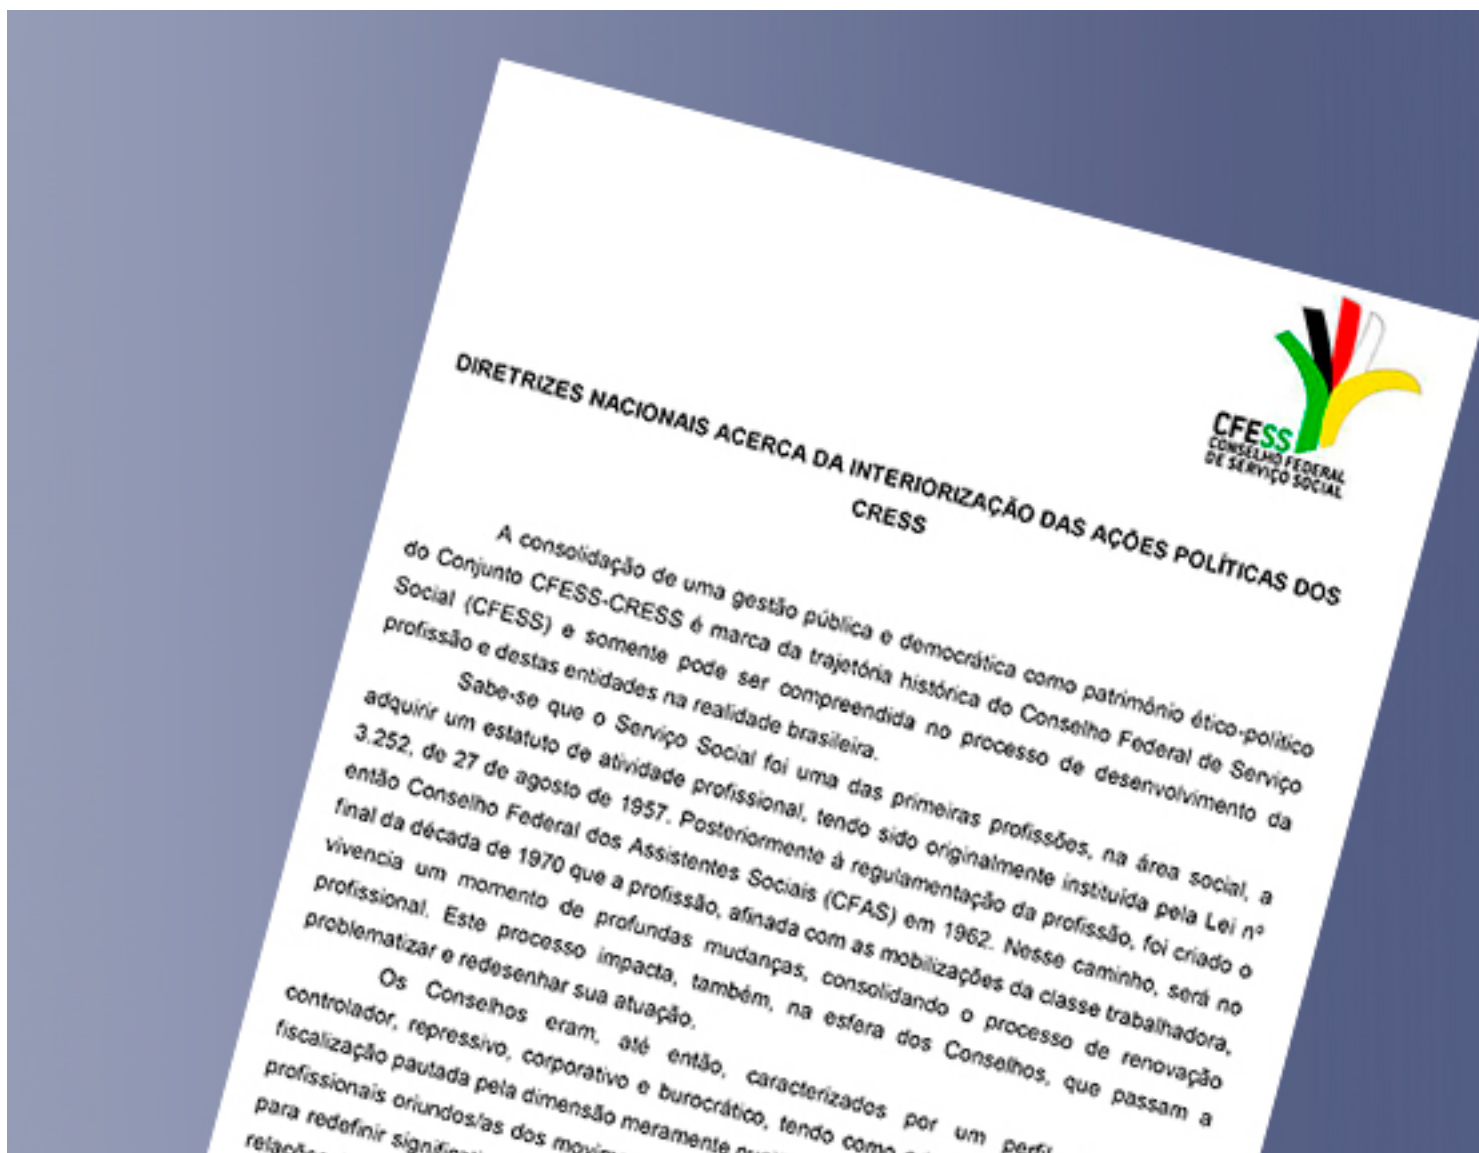 CFESS
CONSELHO FEDERAL
DE SERVIÇO SOCIAL
DIRETRIZES NACIONAIS ACERCA DA INTERIORIZAÇÃO DAS AÇÕES POLÍTICAS DOS
CRESS
A consolidação de uma gestão pública e democrática como patrimônio ético-político
do Conjunto CFESS-CRESS é marca da trajetória histórica do Conselho Federal de Serviço
Social (CFESS) e somente pode ser compreendida no processo de desenvolvimento da
profissão e destas entidades na realidade brasileira.
Sabe-se que o Serviço Social foi uma das primeiras profissões, na área social, a
adquirir um estatuto de atividade profissional, tendo sido originalmente instituída pela Lei nº
3.252, de 27 de agosto de 1957. Posteriormente à regulamentação da profissão, foi criado o
então Conselho Federal dos Assistentes Sociais (CFAS) em 1962. Nesse caminho, será no
final da década de 1970 que a profissão, afinada com as mobilizações da classe trabalhadora,
vivencia um momento de profundas mudanças, consolidando o processo de renovação
profissional. Este processo impacta, também, na esfera dos Conselhos, que passam a
problematizar e redesenhar sua atuação.
Os Conselhos eram, até então, caracterizados por um perfil
controlador, repressivo, corporativo e burocrático, tendo como
fiscalização pautada pela dimensão meramente
profissionais oriundos/as dos
para redefinir